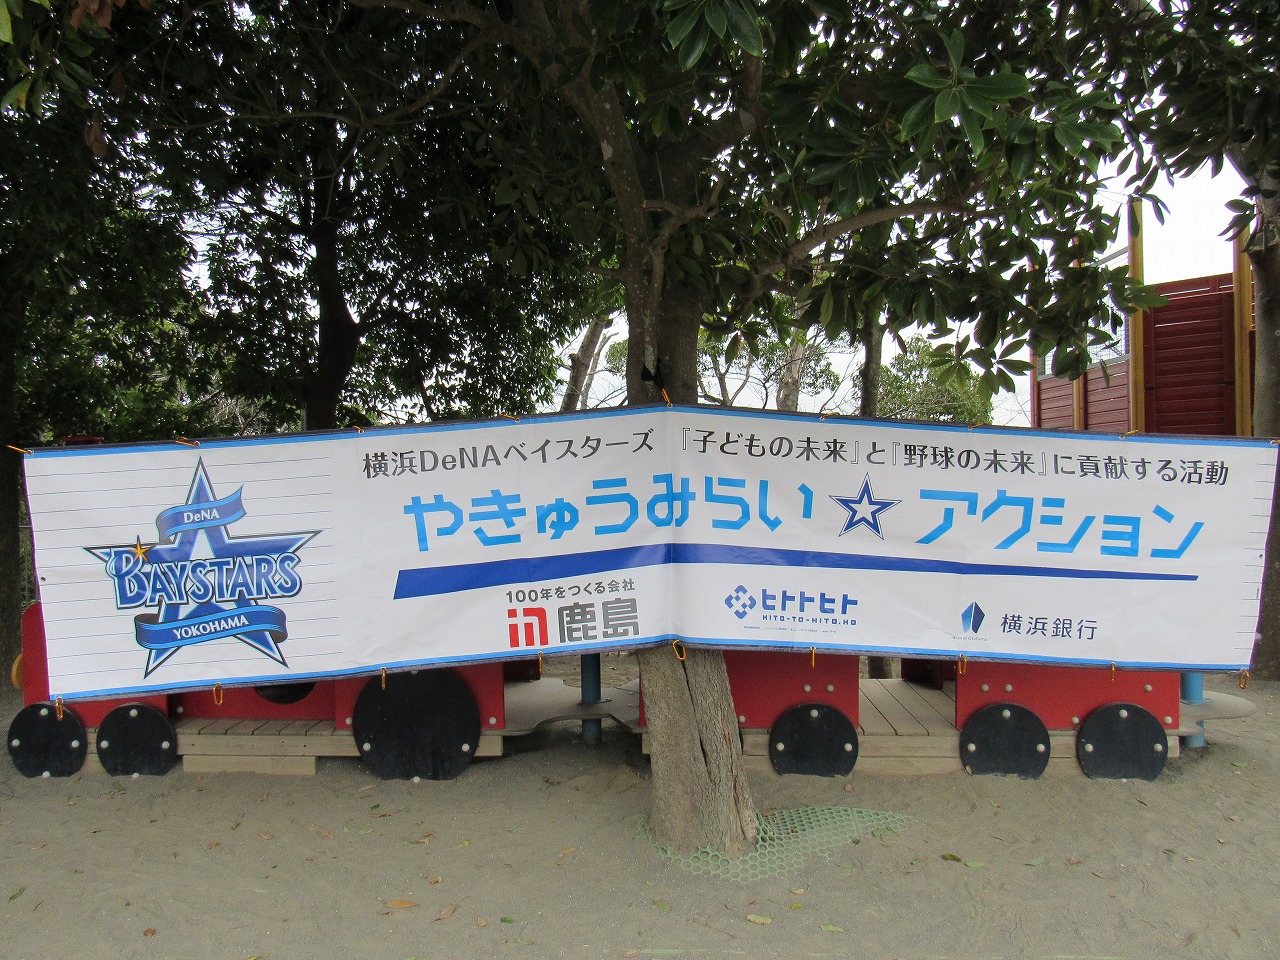 横浜DeNAベイスターズ 『子どもの未来』と『野球の未来』に貢献する活動
やきゅうみらい☆アクション
DeNA
BAYSTARS
YOKOHAMA
100年をつくる会社
鹿島
ヒトトヒト
HITO-TO-HITO.HD
横浜銀行
Bank of Yokohama